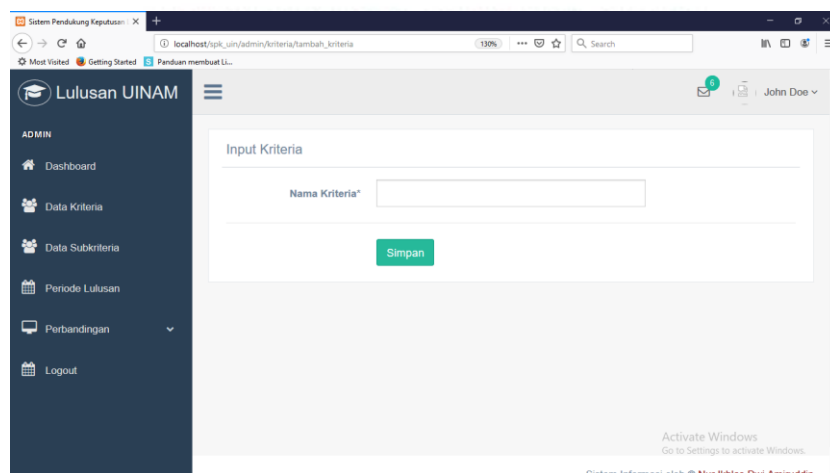 Sistem Pendukung Keputusan
localhost/spk_uin/admin/kriteria/tambah_kriteria
130%
Search
Most Visited
Getting Started
Panduan membuat Li...
Lulusan UINAM
6
John Doe
ADMIN
Dashboard
Data Kriteria
Data Subkriteria
Periode Lulusan
Perbandingan
Logout
Input Kriteria
Nama Kriteria*
Simpan
Activate Windows
Go to Settings to activate Windows.